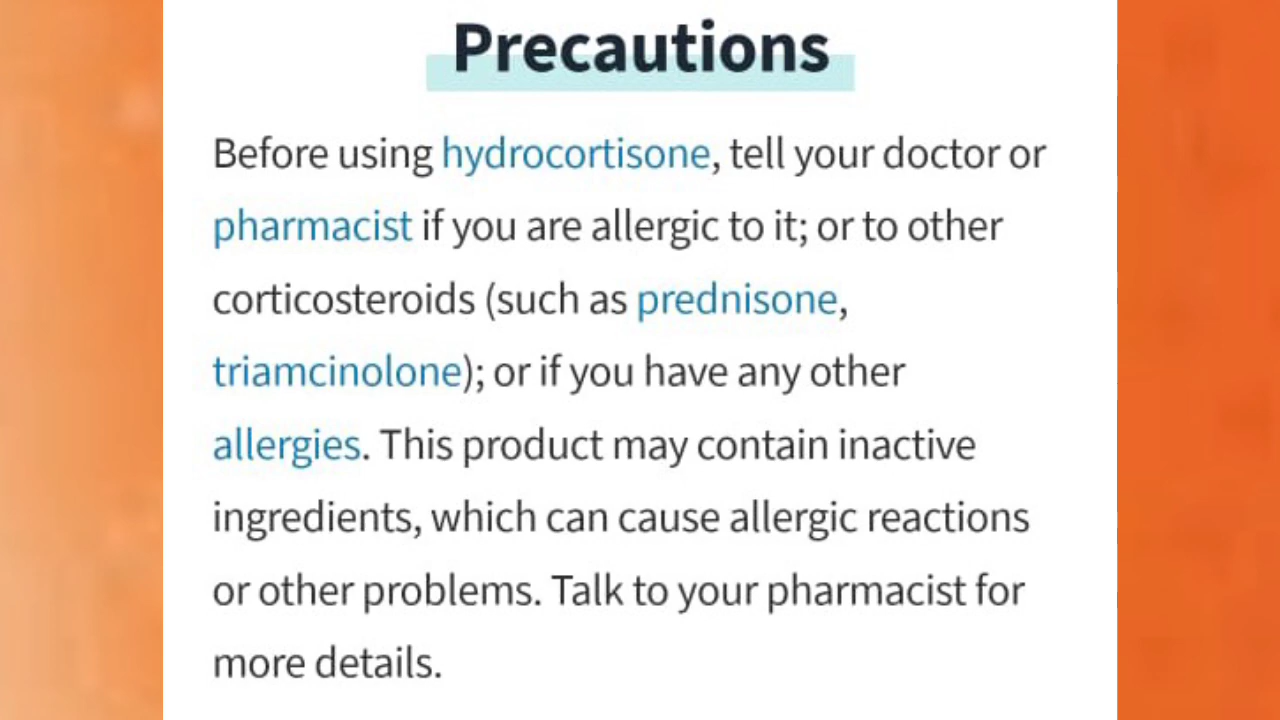 Precautions
Before using hydrocortisone, tell your doctor or
pharmacist if you are allergic to it; or to other
corticosteroids (such as prednisone,
triamcinolone); or if you have any other
allergies. This product may contain inactive
ingredients, which can cause allergic reactions
or other problems. Talk to your pharmacist for
more details.